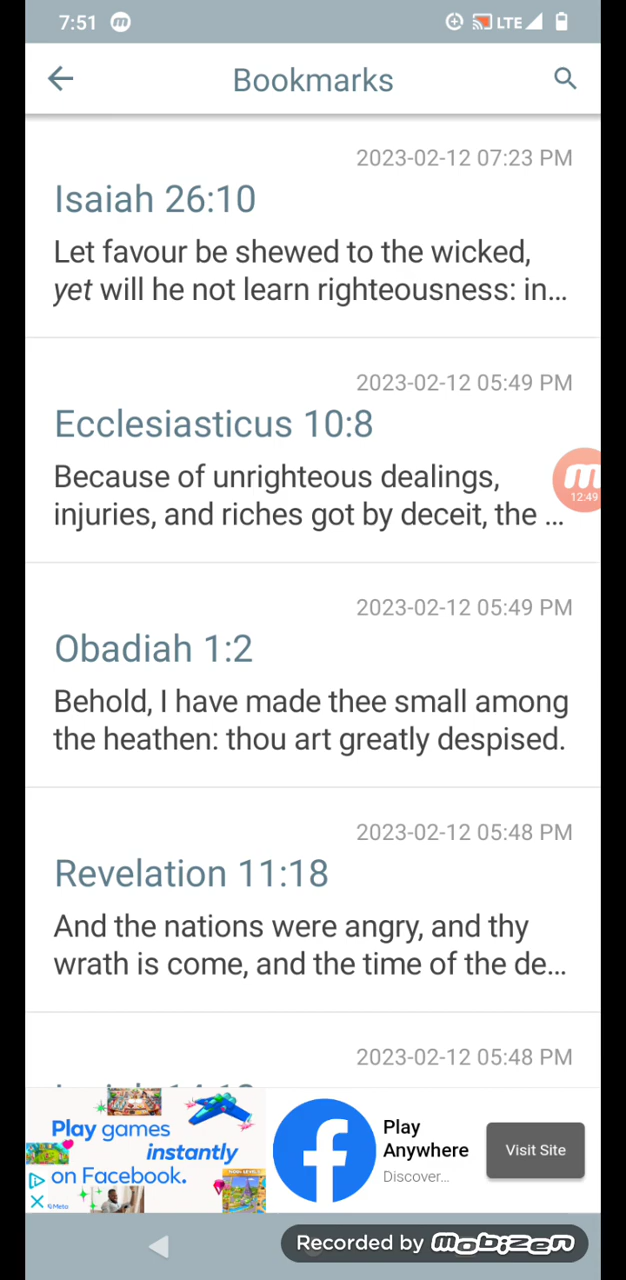 7:51
LTE
Bookmarks
2023-02-12 07:23 PM
Isaiah 26:10
Let favour be shewed to the wicked,
yet will he not learn righteousness: in...
2023-02-12 05:49 PM
Ecclesiasticus 10:8
Because of unrighteous dealings,
injuries, and riches got by deceit, the ...
12:49
2023-02-12 05:49 PM
Obadiah 1:2
Behold, I have made thee small among
the heathen: thou art greatly despised.
2023-02-12 05:48 PM
Revelation 11:18
And the nations were angry, and thy
wrath is come, and the time of the de...
2023-02-12 05:48 PM
Play games
instantly
on Facebook.
Meta
Play
Anywhere
Discover...
Visit Site
Recorded by mobizen